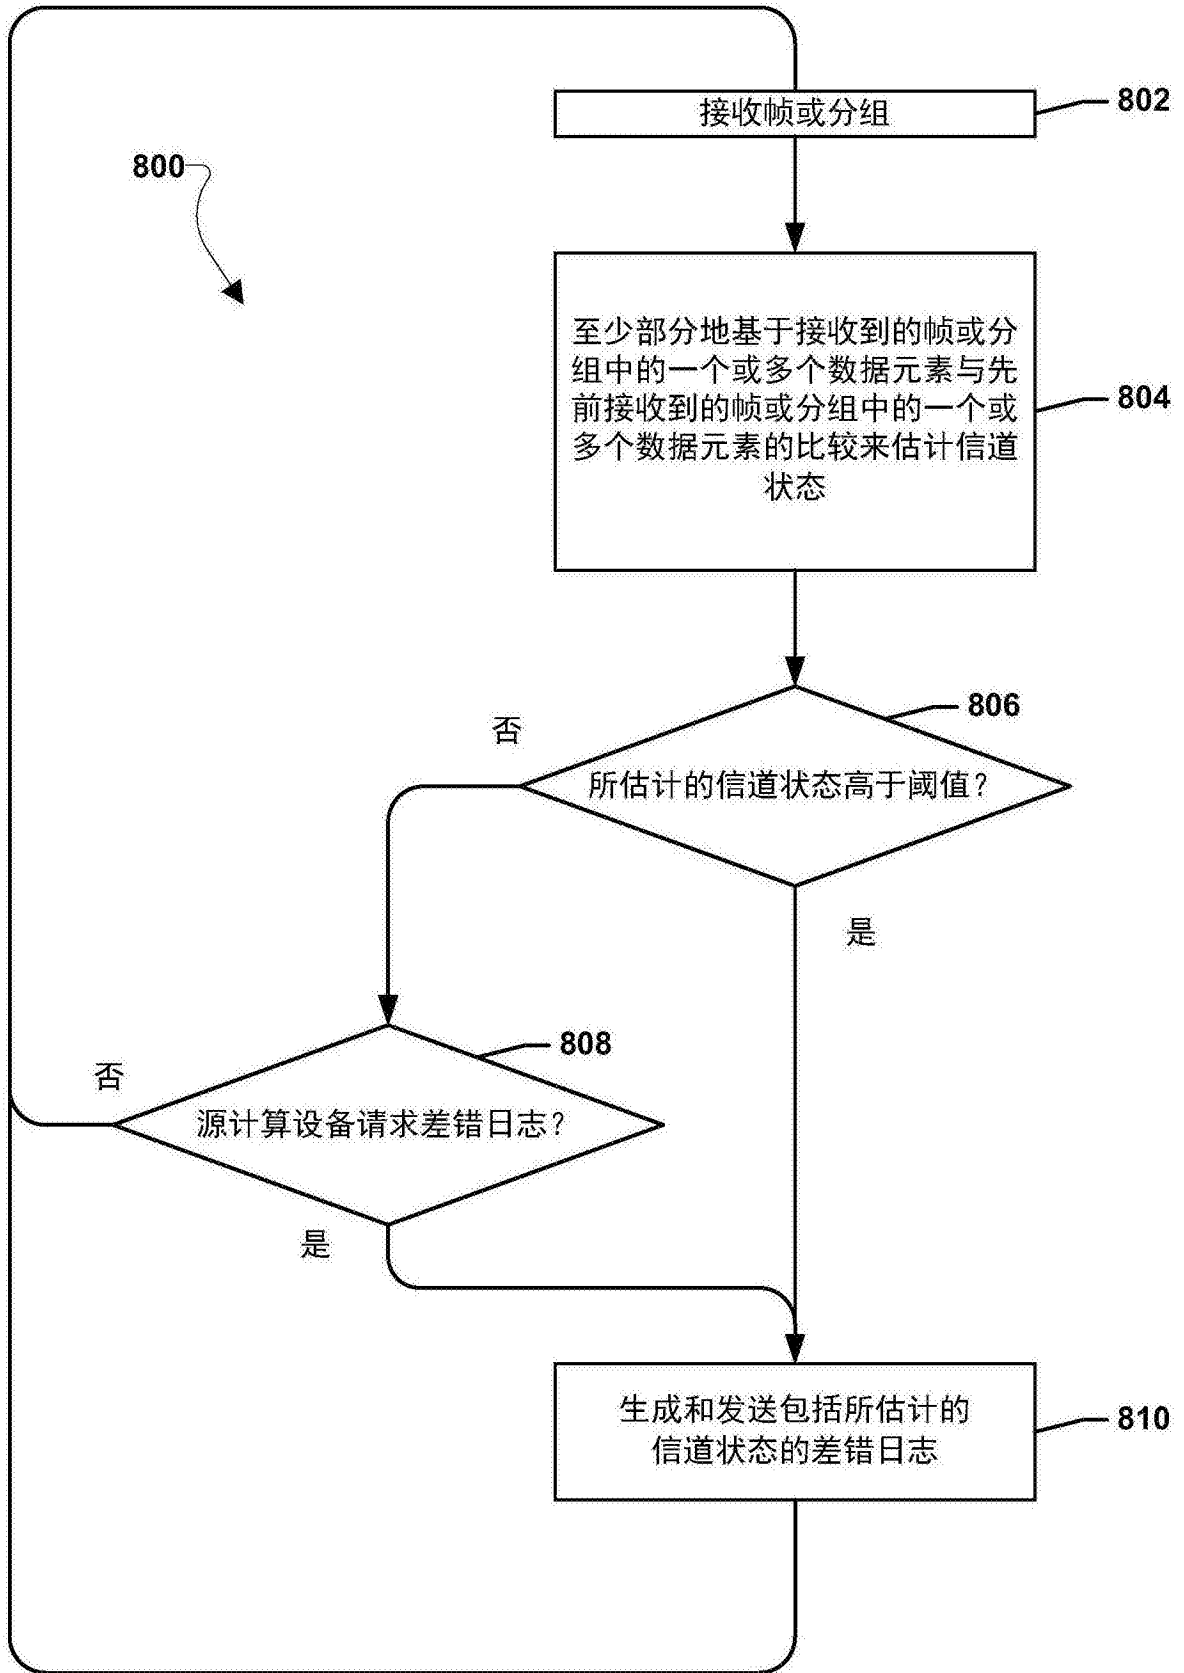 接收帧或分组
802
800
至少部分地基于接收到的帧或分
组中的一个或多个数据元素与先
前接收到的帧或分组中的一个或
多个数据元素的比较来估计信道
状态
804
806
否
所估计的信道状态高于阈值？
是
808
否
源计算设备请求差错日志？
是
生成和发送包括所估计的
信道状态的差错日志
810